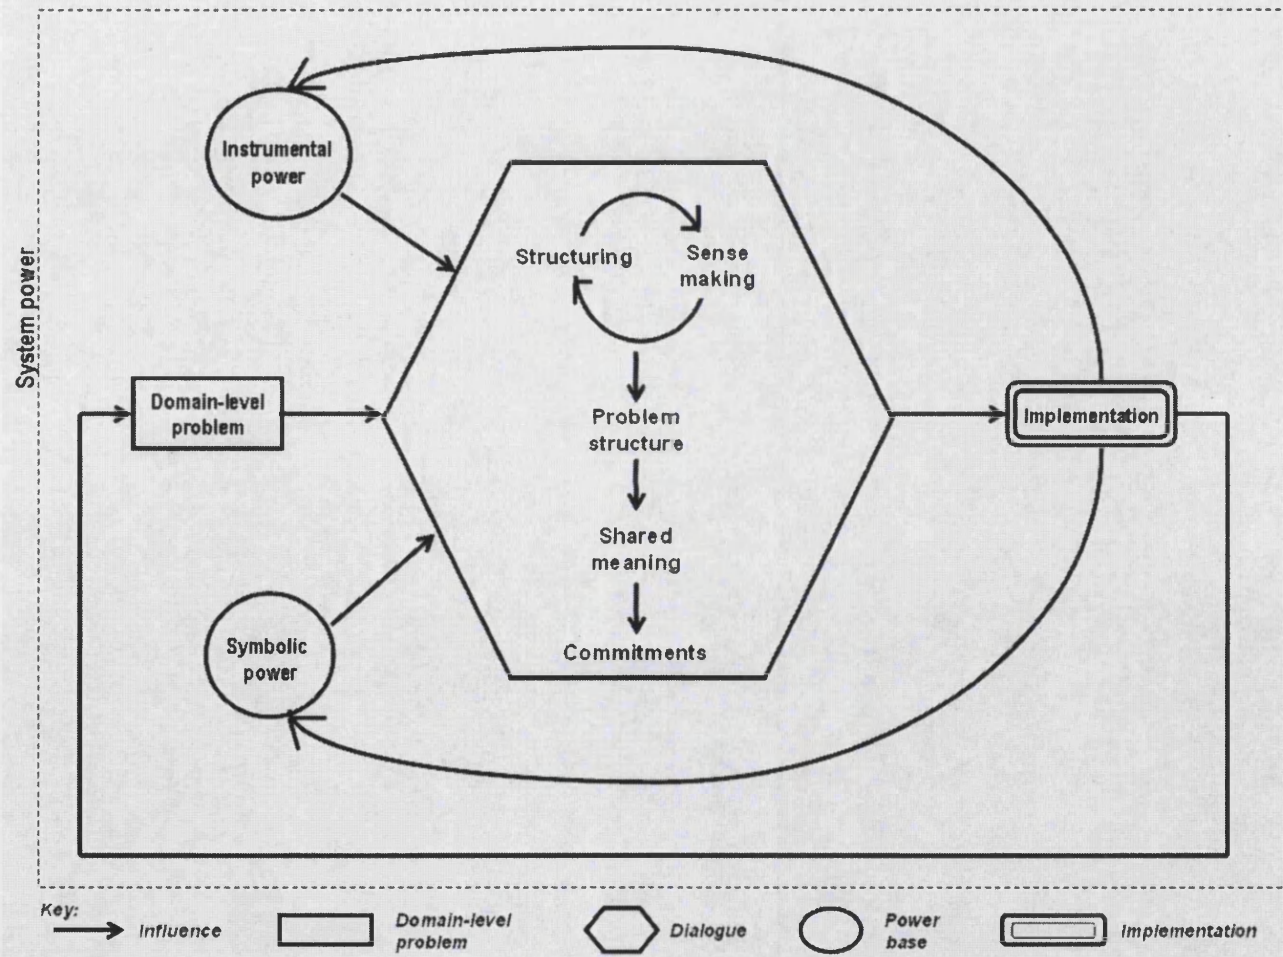 Instrumental
power
System power
Structuring
Sense
making
Domain-level
problem
Problem
structure
Implementation
Shared
meaning
Symbolic
power
Commitments
Key:
Influence
Domain-level
problem
Dialogue
Power
base
Implementation